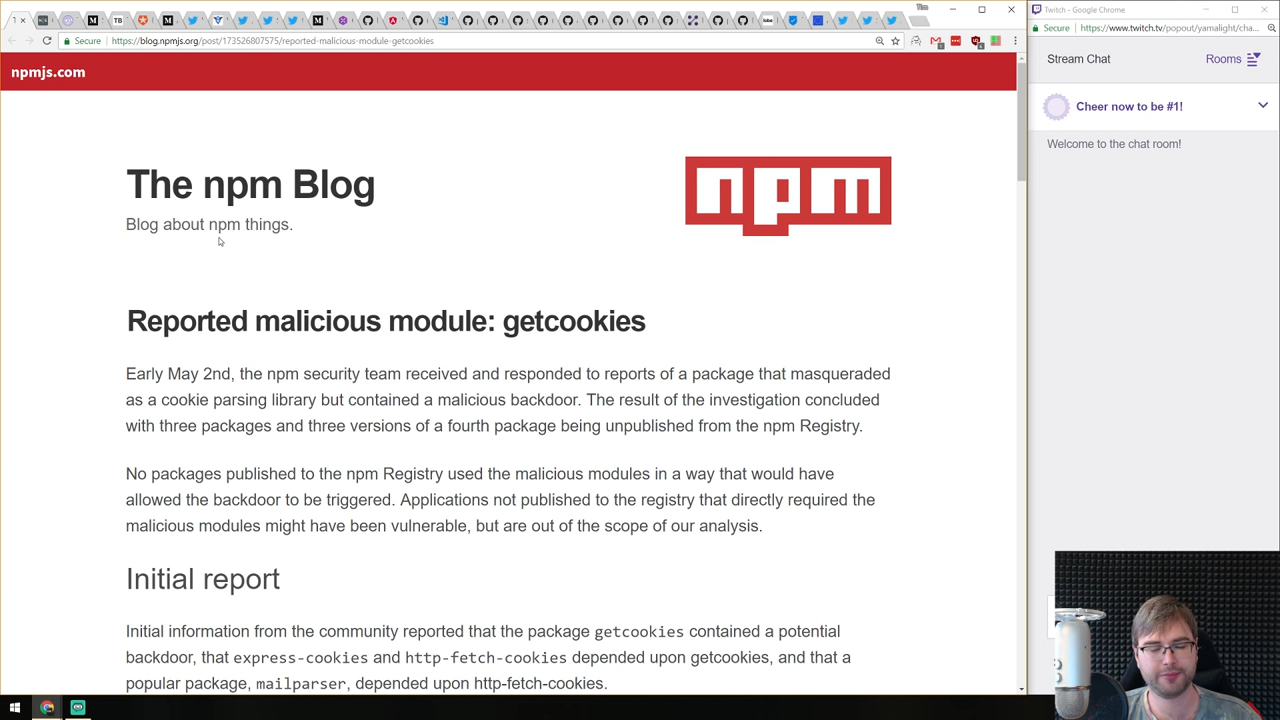 Twitch - Google Chrome
Secure
https://blog.npmjs.org/post/173526807575/reported-malicious-module-getcookies
Secure
https://www.twitch.tv/popout/yamalight/cha...
npmjs.com
Stream Chat
Rooms
Cheer now to be #1!
Welcome to the chat room!
The npm Blog
Blog about npm things.
npm
Reported malicious module: getcookies
Early May 2nd, the npm security team received and responded to reports of a package that masqueraded
as a cookie parsing library but contained a malicious backdoor. The result of the investigation concluded
with three packages and three versions of a fourth package being unpublished from the npm Registry.
No packages published to the npm Registry used the malicious modules in a way that would have
allowed the backdoor to be triggered. Applications not published to the registry that directly required the
malicious modules might have been vulnerable, but are out of the scope of our analysis.
Initial report
Initial information from the community reported that the package getcookies contained a potential
backdoor, that express-cookies and http-fetch-cookies depended upon getcookies, and that a
popular package, mailparser, depended upon http-fetch-cookies.